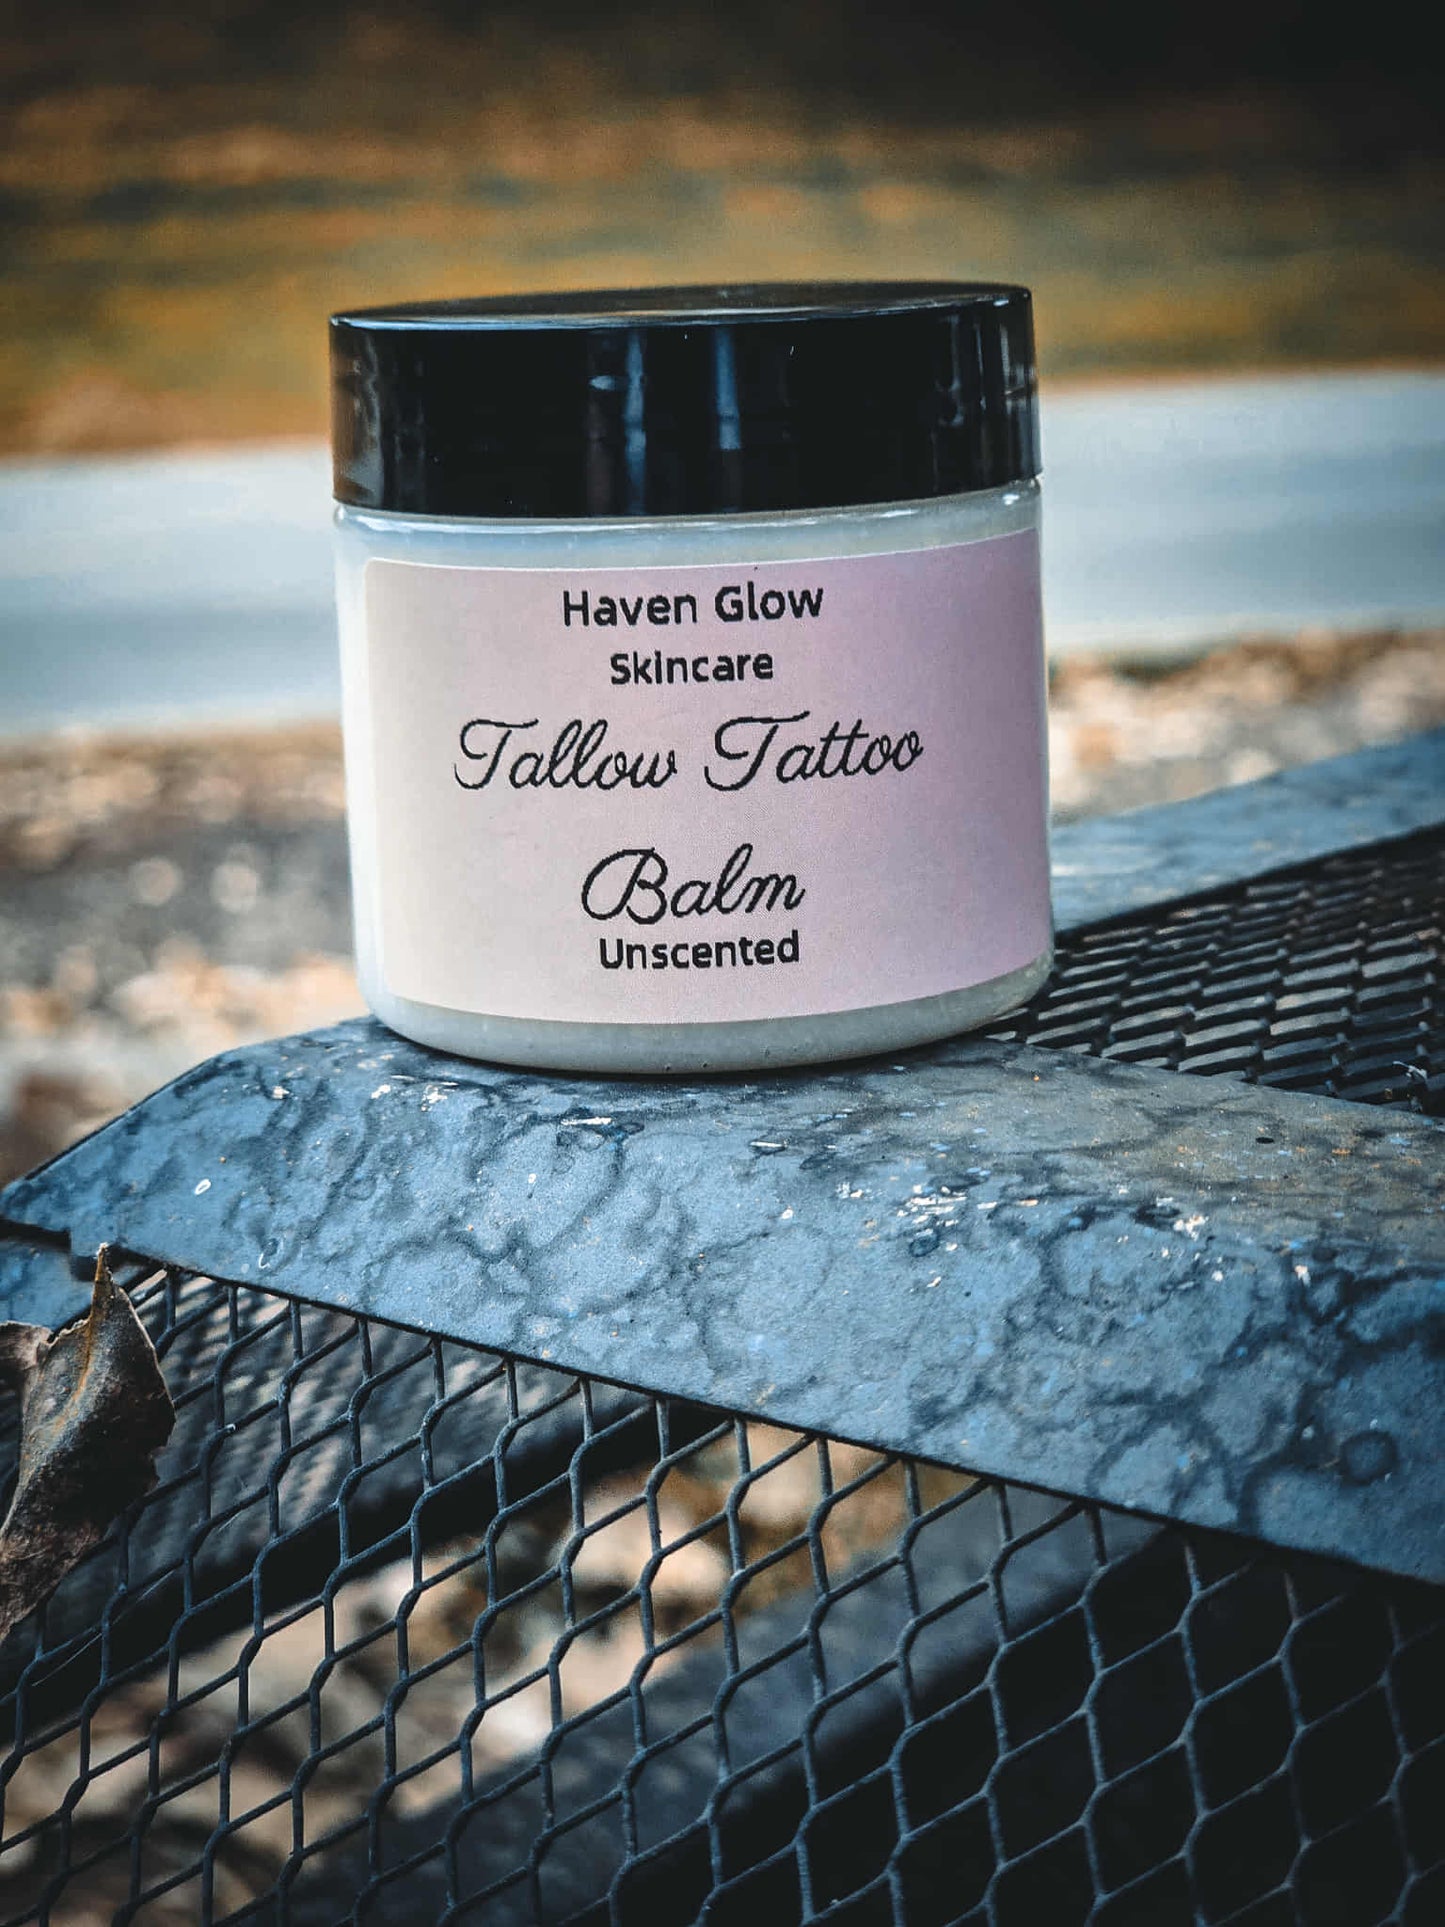 Haven Glow
Skincare
Tallow Tattoo
Balm
Unscented